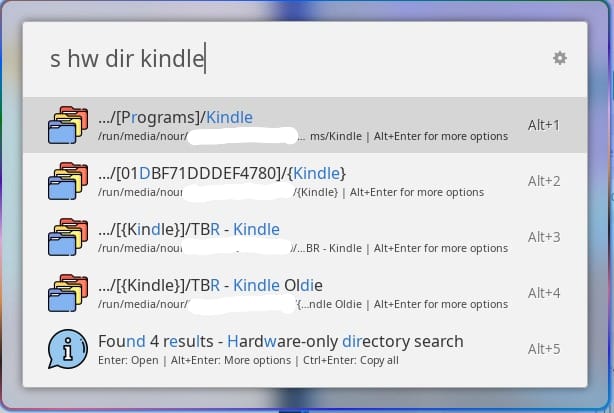 s hw dir kindle
.../[Programs]/Kindle
/run/media/nour/ ... ms/Kindle | Alt+Enter for more options
Alt+1
.../[01DBF71DDDEF4780]/{Kindle}
/run/media/nour /{Kindle} | Alt+Enter for more options
Alt+2
.../[{Kindle}]/TBR - Kindle
/run/media/nour /...BR - Kindle | Alt+Enter for more options
Alt+3
.../[{Kindle}]/TBR - Kindle Oldie
/run/media/nour/ {...ndle Oldie | Alt+Enter for more options
Alt+4
Found 4 results - Hardware-only directory search
Enter: Open | Alt+Enter: More options | Ctrl+Enter: Copy all
Alt+5